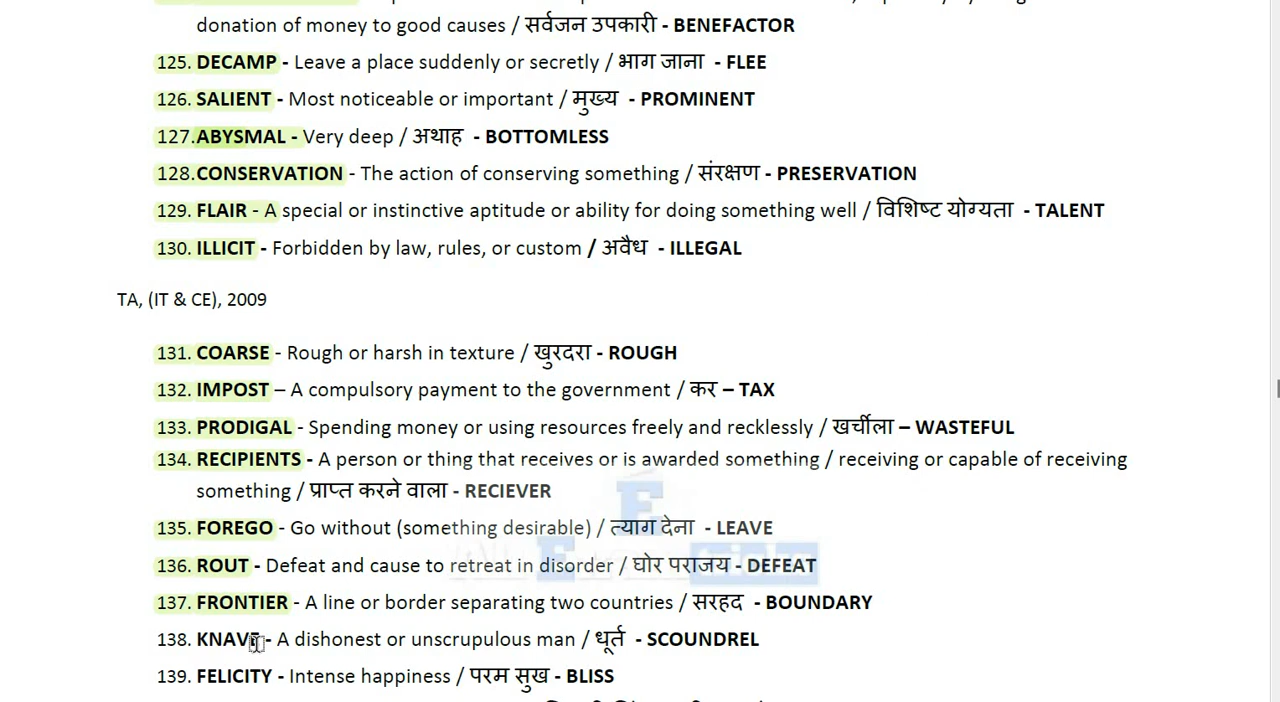 donation of money to good causes / सर्वजन उपकारी - BENEFACTOR
125. DECAMP - Leave a place suddenly or secretly / भाग जाना - FLEE
126. SALIENT - Most noticeable or important / मुख्य - PROMINENT
127.ABYSMAL - Very deep / अथाह - BOTTOMLESS
128.CONSERVATION - The action of conserving something / संरक्षण - PRESERVATION
129. FLAIR - A special or instinctive aptitude or ability for doing something well / विशिष्ट योग्यता - TALENT
130. ILLICIT - Forbidden by law, rules, or custom / अवैध - ILLEGAL
TA, (IT & CE), 2009
131. COARSE - Rough or harsh in texture / खुरदरा - ROUGH
132. IMPOST – A compulsory payment to the government / कर – TAX
133. PRODIGAL - Spending money or using resources freely and recklessly / खर्चीला – WASTEFUL
134. RECIPIENTS - A person or thing that receives or is awarded something / receiving or capable of receiving
something / प्राप्त करने वाला - RECIEVER
135. FOREGO - Go without (something desirable) / त्याग देना - LEAVE
136. ROUT - Defeat and cause to retreat in disorder / घोर पराजय - DEFEAT
137. FRONTIER - A line or border separating two countries / सरहद - BOUNDARY
138. KNAVE - A dishonest or unscrupulous man / धूर्त - SCOUNDREL
139. FELICITY - Intense happiness / परम सुख - BLISS